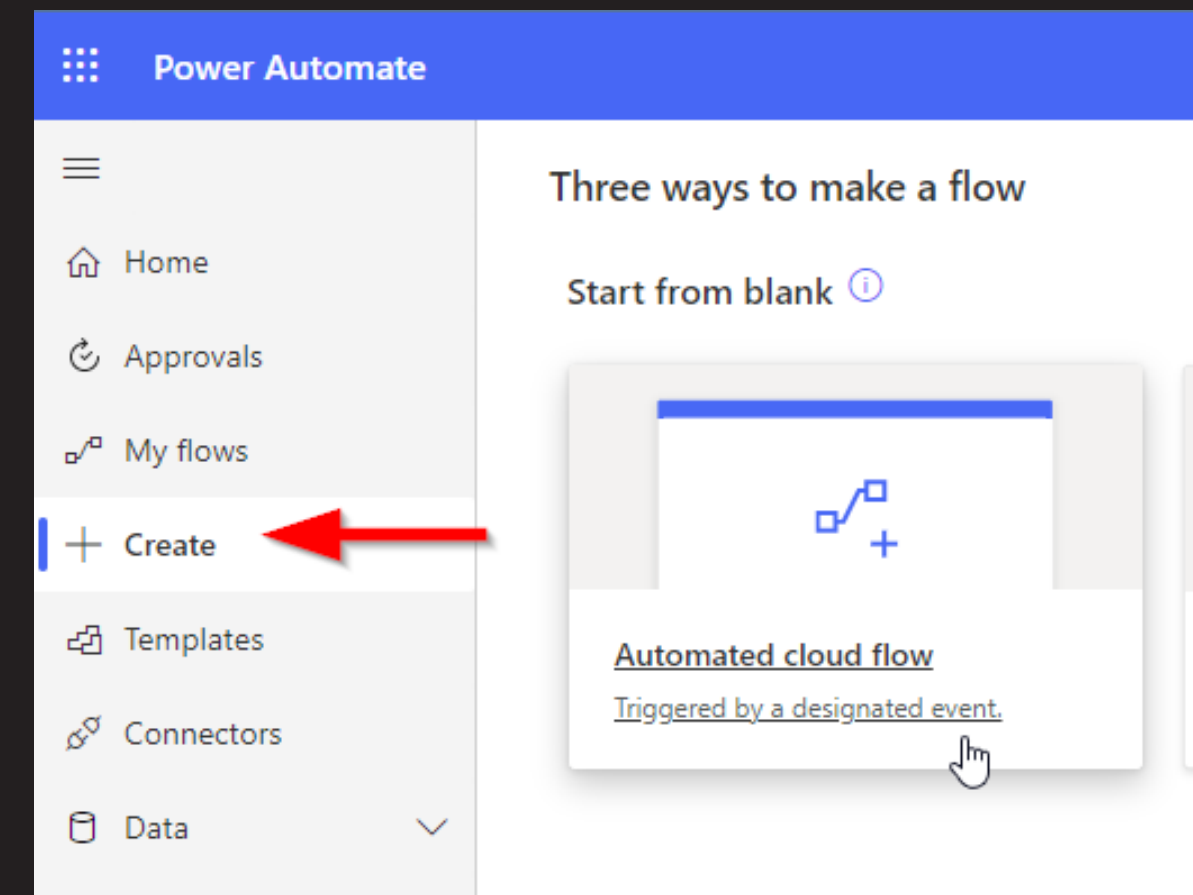 Power Automate
Home
Approvals
My flows
Create
Templates
Connectors
Data
Three ways to make a flow
Start from blank
Automated cloud flow
Triggered by a designated event.